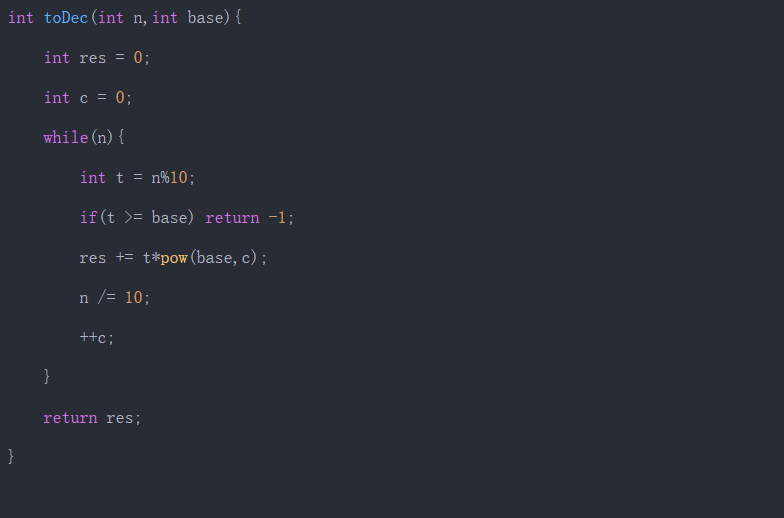 int toDec(int n,int base){
int res = 0;
int c = 0;
while(n){
int t = n%10;
if(t >= base) return -1;
res += t*pow(base,c);
n /= 10;
++c;
}
return res;
}